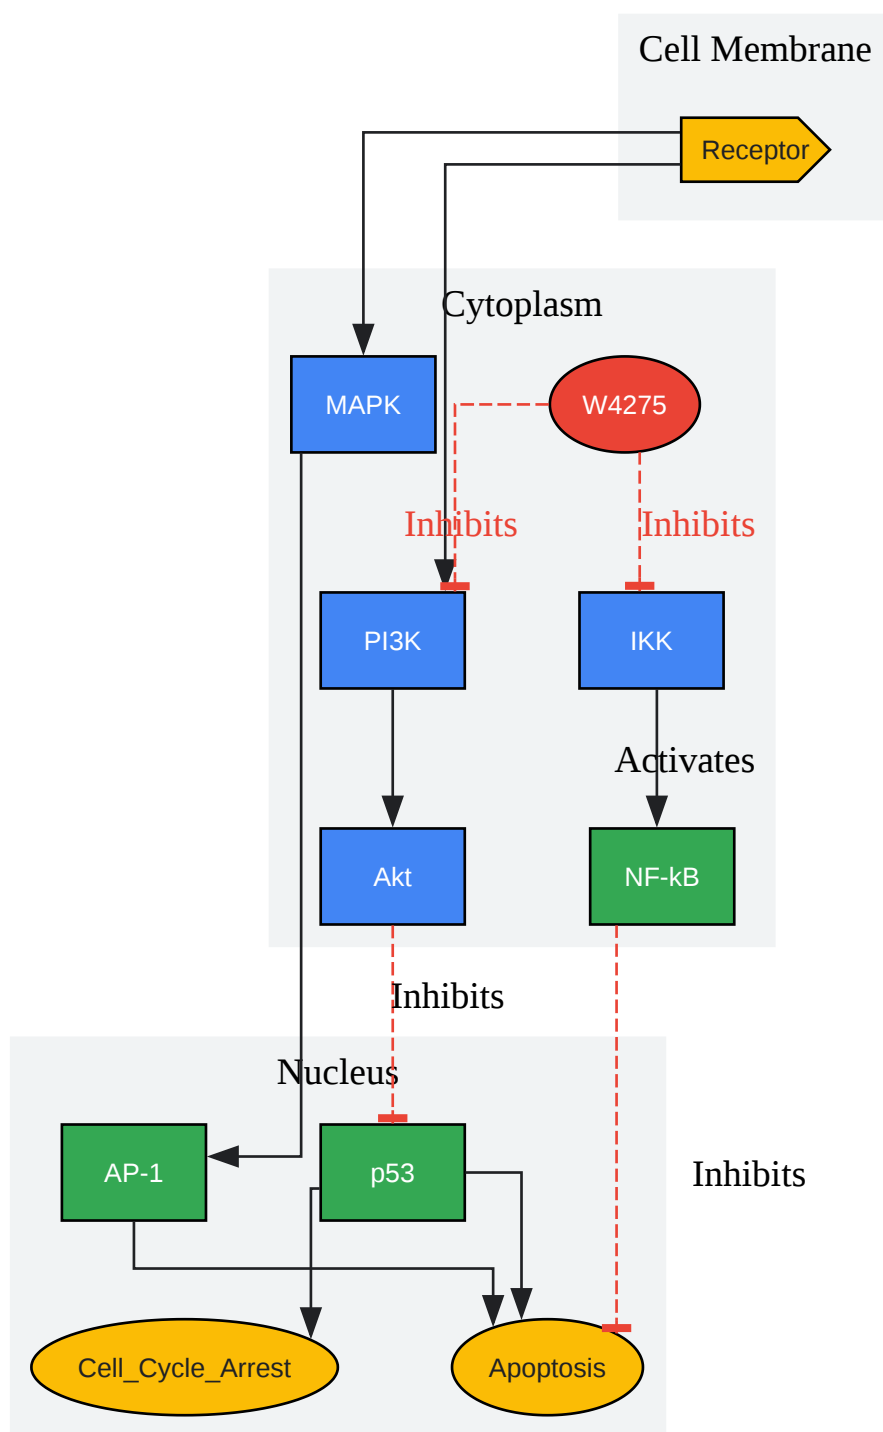 Cell Membrane
Receptor
Cytoplasm
MAPK
W4275
Inhibits
Inhibits
PI3K
IKK
Activates
Akt
NF-kB
Inhibits
Nucleus
AP-1
p53
Inhibits
Cell_Cycle_Arrest
Apoptosis